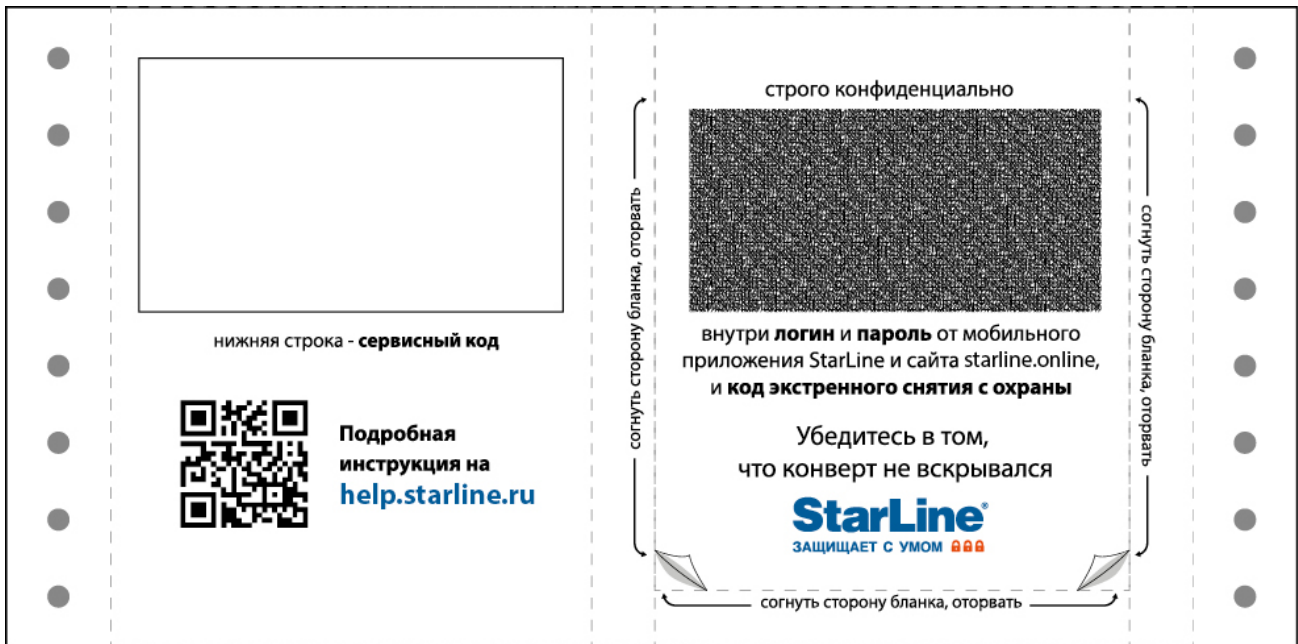 нижняя строка - сервисный код
Подробная
инструкция на
help.starline.ru
строго конфиденциально
внутри логин и пароль от мобильного
приложения StarLine и сайта starline.online,
и код экстренного снятия с охраны
Убедитесь в том,
что конверт не вскрывался
StarLine®
ЗАЩИЩАЕТ С УМОМ
согнуть сторону бланка, оторвать
согнуть сторону бланка, оторвать
согнуть сторону бланка, оторвать